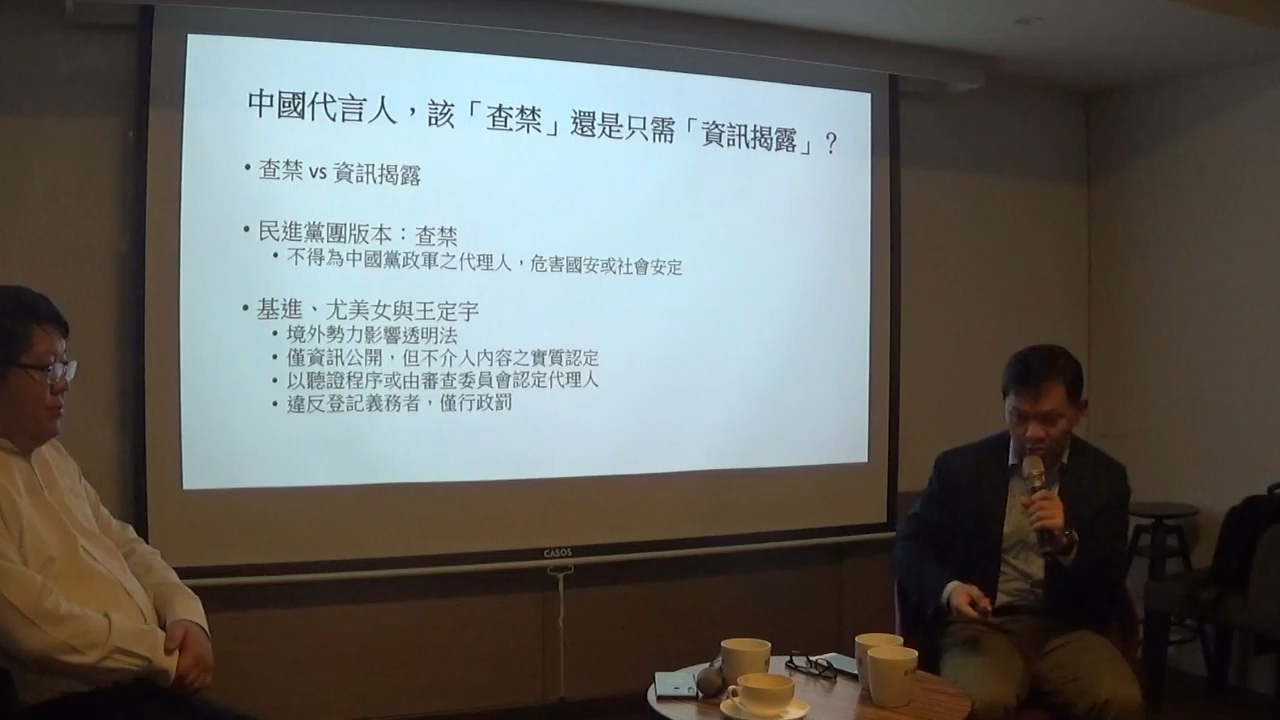 中國代言人，該「查禁」還是只需「資訊揭露」？
• 查禁 vs 資訊揭露
• 民進黨團版本：查禁
• 不得為中國黨政軍之代理人，危害國安或社會安定
• 基進、尤美女與王定宇
• 境外勢力影響透明法
• 僅資訊公開，但不介入內容之實質認定
• 以聽證程序或由審查委員會認定代理人
• 違反登記義務者，僅行政罰
CASOS